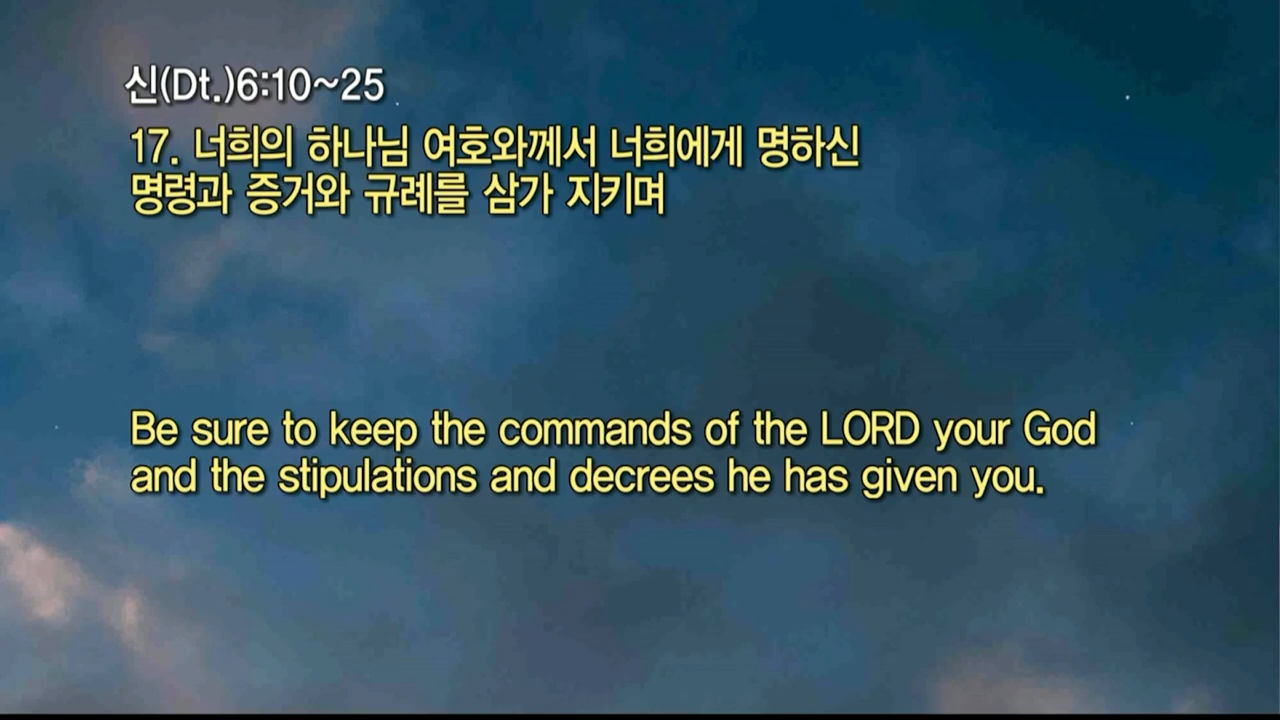 신(Dt.)6:10~25
17. 너희의 하나님 여호와께서 너희에게 명하신
명령과 증거와 규례를 삼가 지키며
Be sure to keep the commands of the LORD your God
and the stipulations and decrees he has given you.